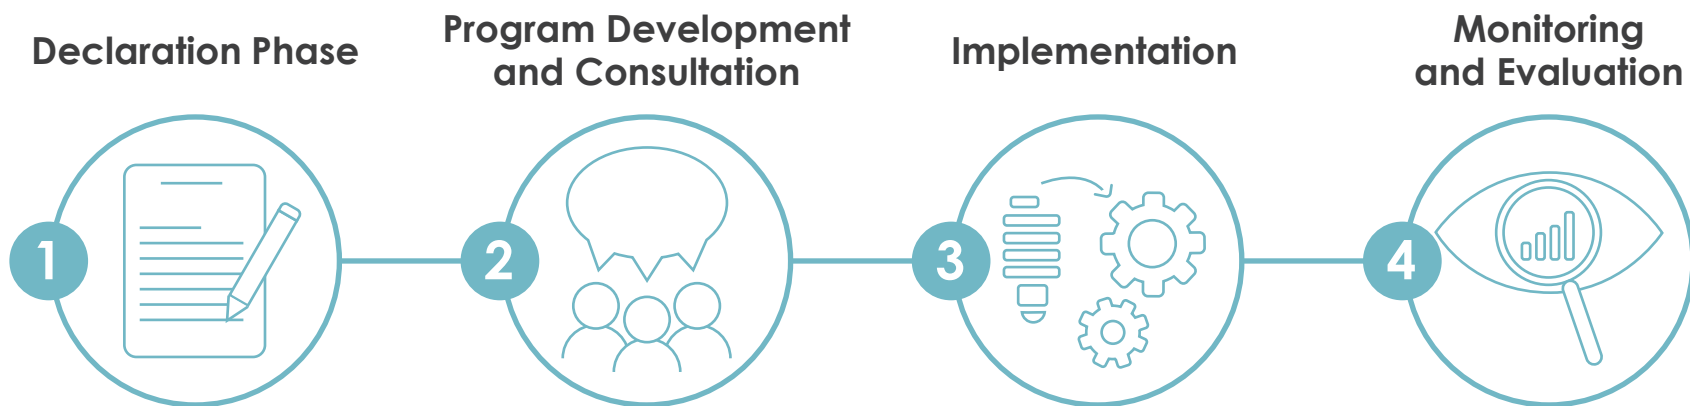 Declaration Phase
Program Development
and Consultation
Implementation
Monitoring
and Evaluation
1
2
3
4